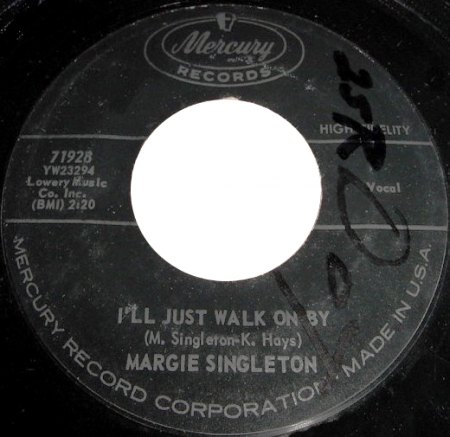 Mercury
RECORDS
HIGH FIDELITY
71928
YW23294
Lowery Music
Co. Inc.
(BMI) 2:20
Vocal
I'LL JUST WALK ON BY
(M. Singleton-K. Hays)
MARGIE SINGLETON
MERCURY RECORD CORPORATION, MADE IN U.S.A.